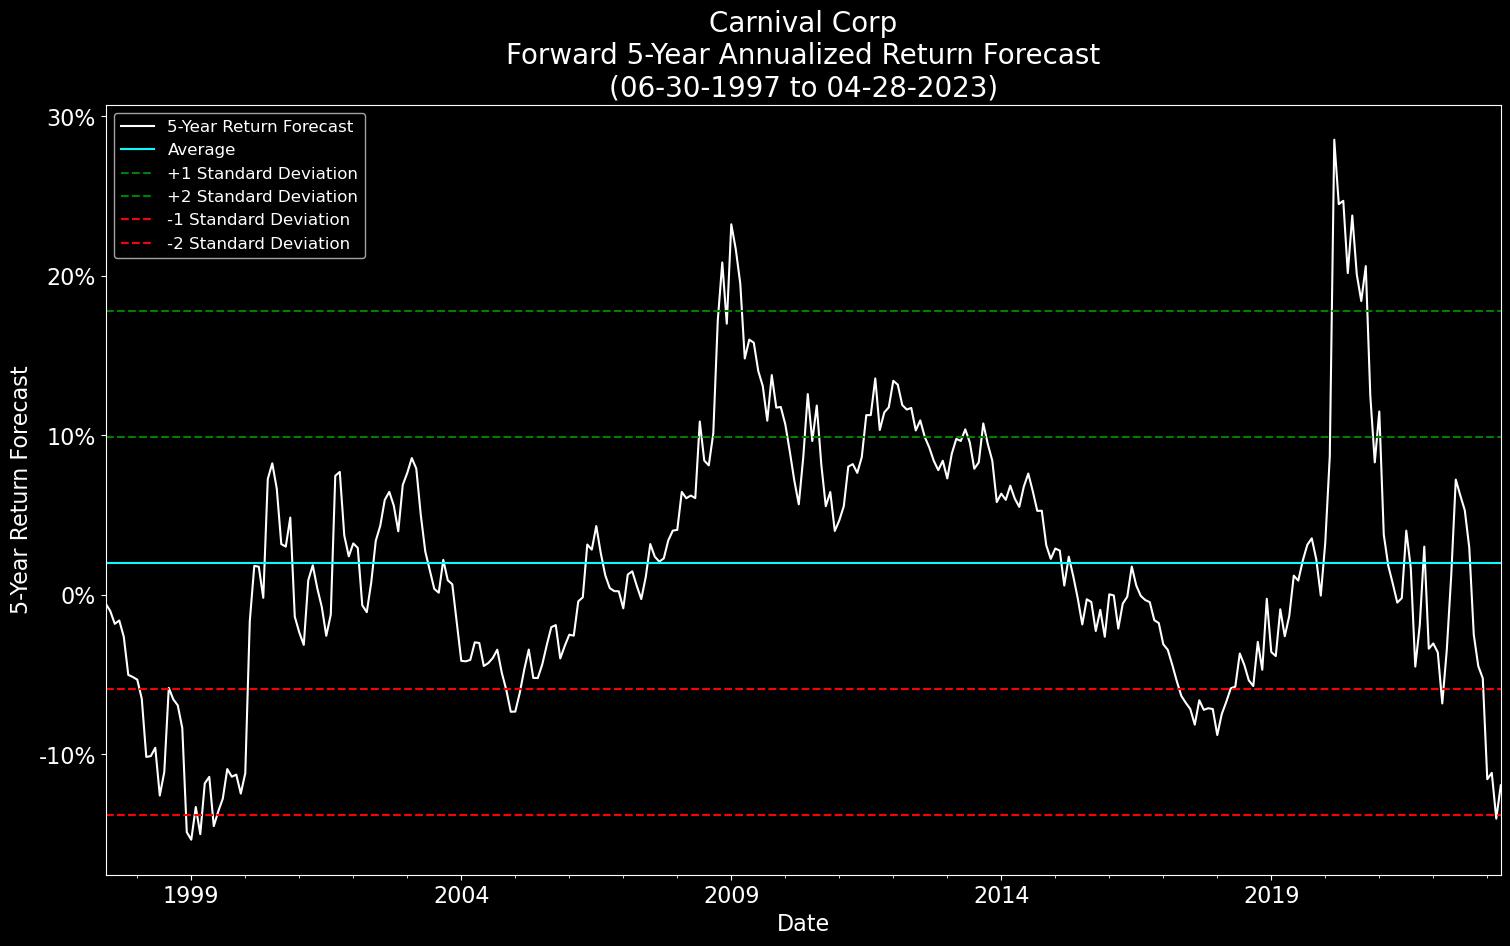 Carnival Corp
Forward 5-Year Annualized Return Forecast
(06-30-1997 to 04-28-2023)
30%
20%
10%
0%
-10%
5-Year Return Forecast
5-Year Return Forecast
Average
+1 Standard Deviation
+2 Standard Deviation
-1 Standard Deviation
-2 Standard Deviation
1999
2004
2009
2014
2019
Date